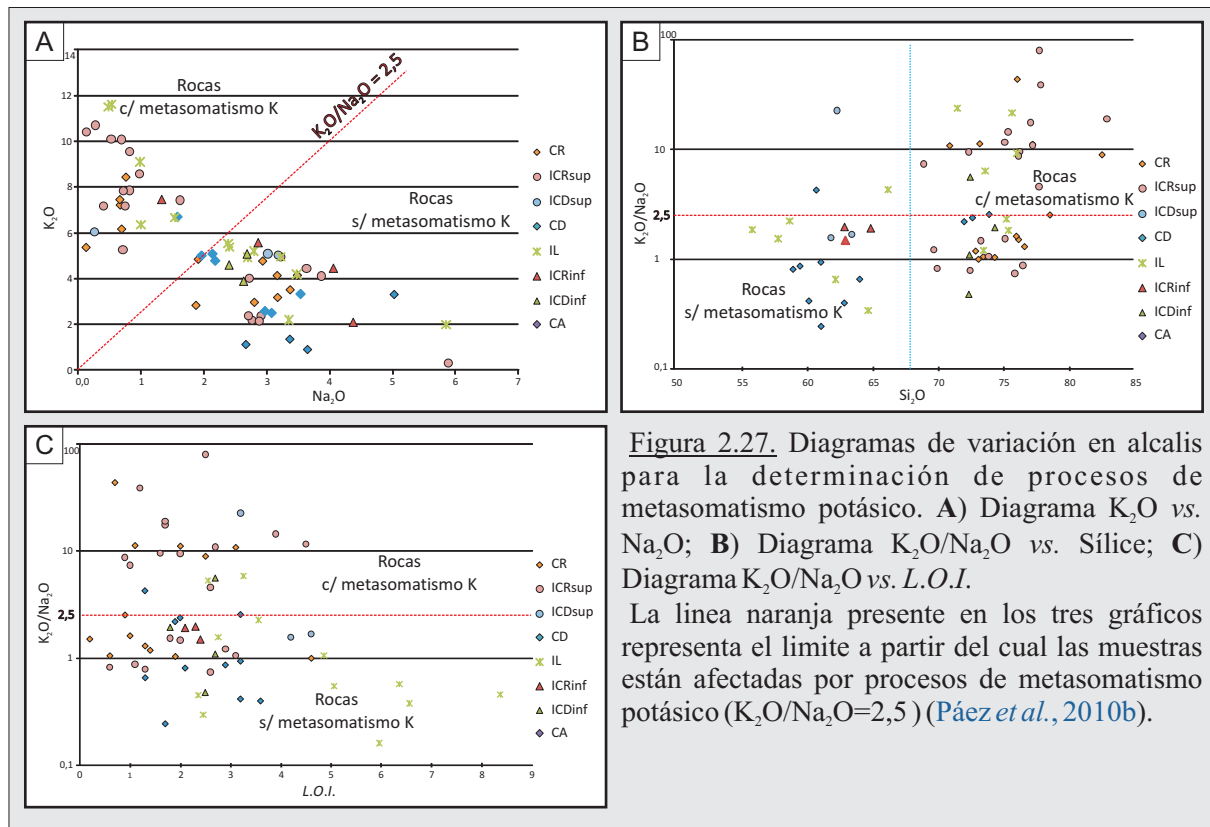 A
14
12
10
8
6
4
2
0
K₂O
0,0
1
2
3
4
5
6
7
Na₂O
Rocas
c/ metasomatismo K
K₂O/Na₂O = 2,5
Rocas
s/ metasomatismo K
CR
ICRsup
ICDsup
CD
IL
ICRinf
ICDinf
CA
B
100
10
2,5
1
0,1
K₂O/Na₂O
50
55
60
65
70
75
80
85
Si₂O
Rocas
c/ metasomatismo K
Rocas
s/ metasomatismo K
CR
ICRsup
ICDsup
CD
IL
ICRinf
ICDinf
CA
C
100
10
2,5
1
0,1
K₂O/Na₂O
0
1
2
3
4
5
6
7
8
9
L.O.I.
Rocas
c/ metasomatismo K
Rocas
s/ metasomatismo K
CR
ICRsup
ICDsup
CD
IL
ICRinf
ICDinf
CA
Figura 2.27. Diagramas de variación en alcalis
para la determinación de procesos de
metasomatismo potásico. A) Diagrama K₂O vs.
Na₂O; B) Diagrama K₂O/Na₂O vs. Sílice; C)
Diagrama K₂O/Na₂O vs. L.O.I.
La linea naranja presente en los tres gráficos
representa el limite a partir del cual las muestras
están afectadas por procesos de metasomatismo
potásico (K₂O/Na₂O=2,5 ) (Páez et al., 2010b).